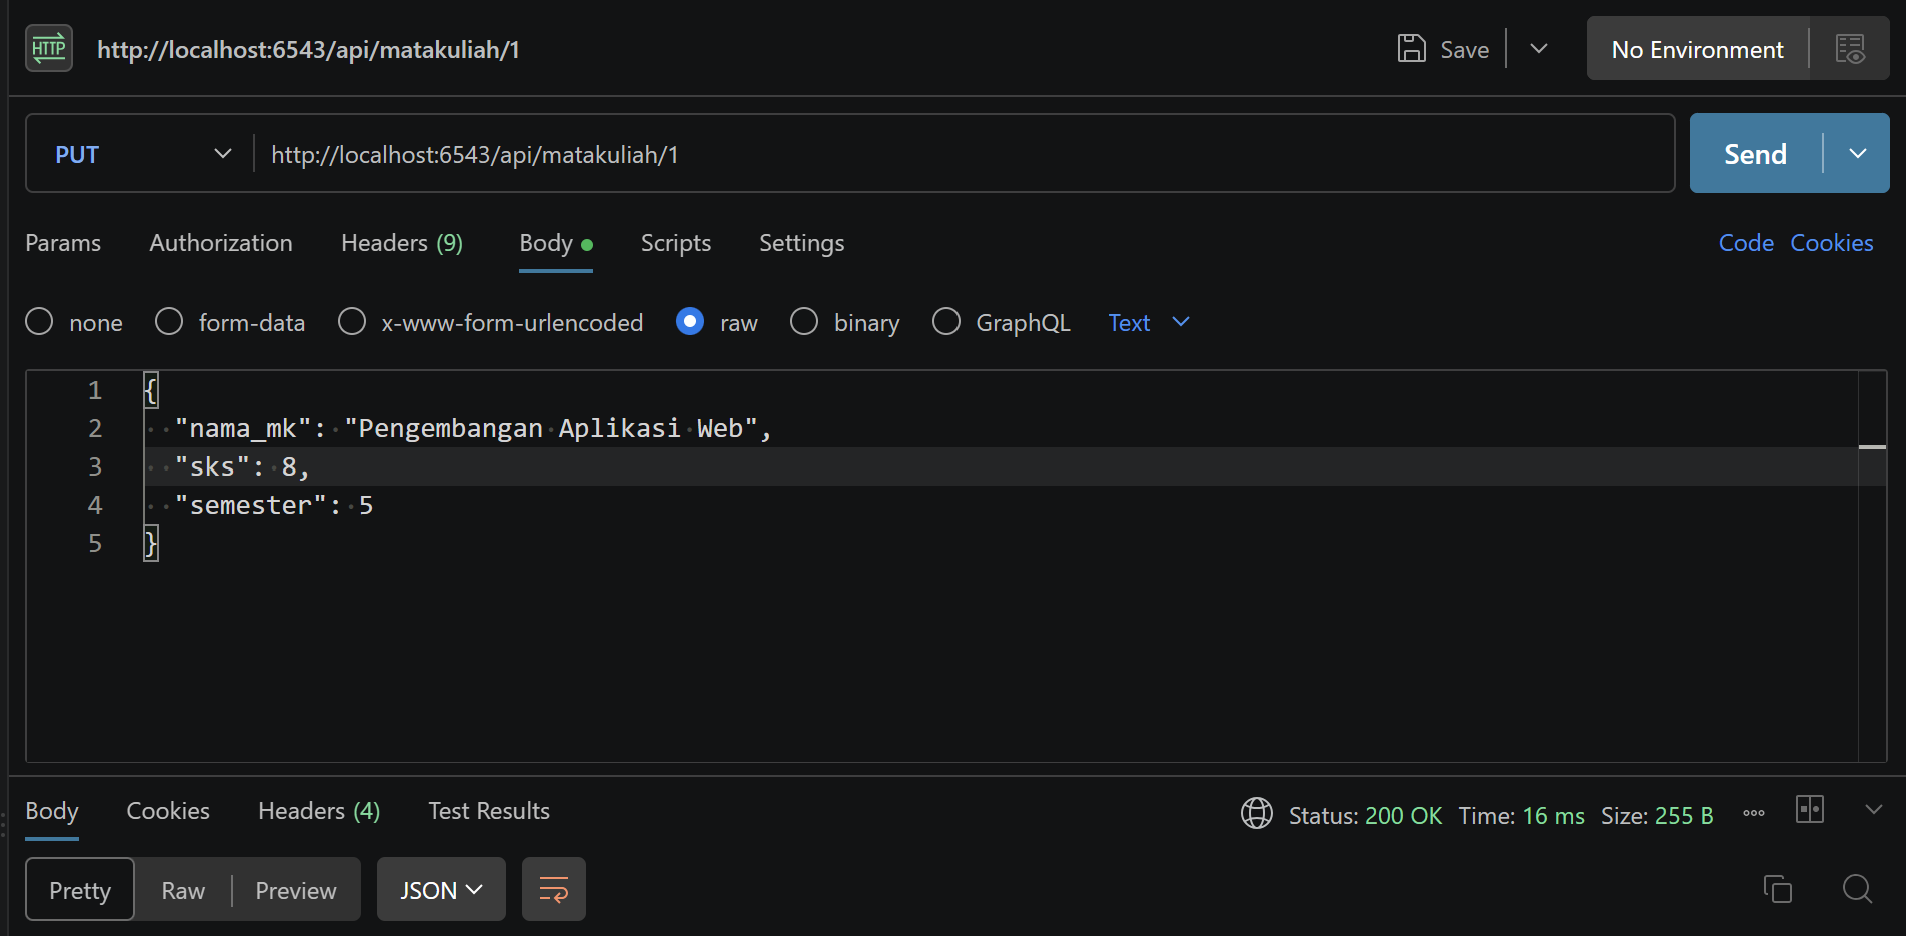 HTTP http://localhost:6543/api/matakuliah/1 Save No Environment
PUT http://localhost:6543/api/matakuliah/1 Send
Params Authorization Headers (9) Body Scripts Settings Code Cookies
none form-data x-www-form-urlencoded raw binary GraphQL Text
1 {
2 "nama_mk": "Pengembangan Aplikasi Web",
3 "sks": 8,
4 "semester": 5
5 }
Body Cookies Headers (4) Test Results Status: 200 OK Time: 16 ms Size: 255 B
Pretty Raw Preview JSON